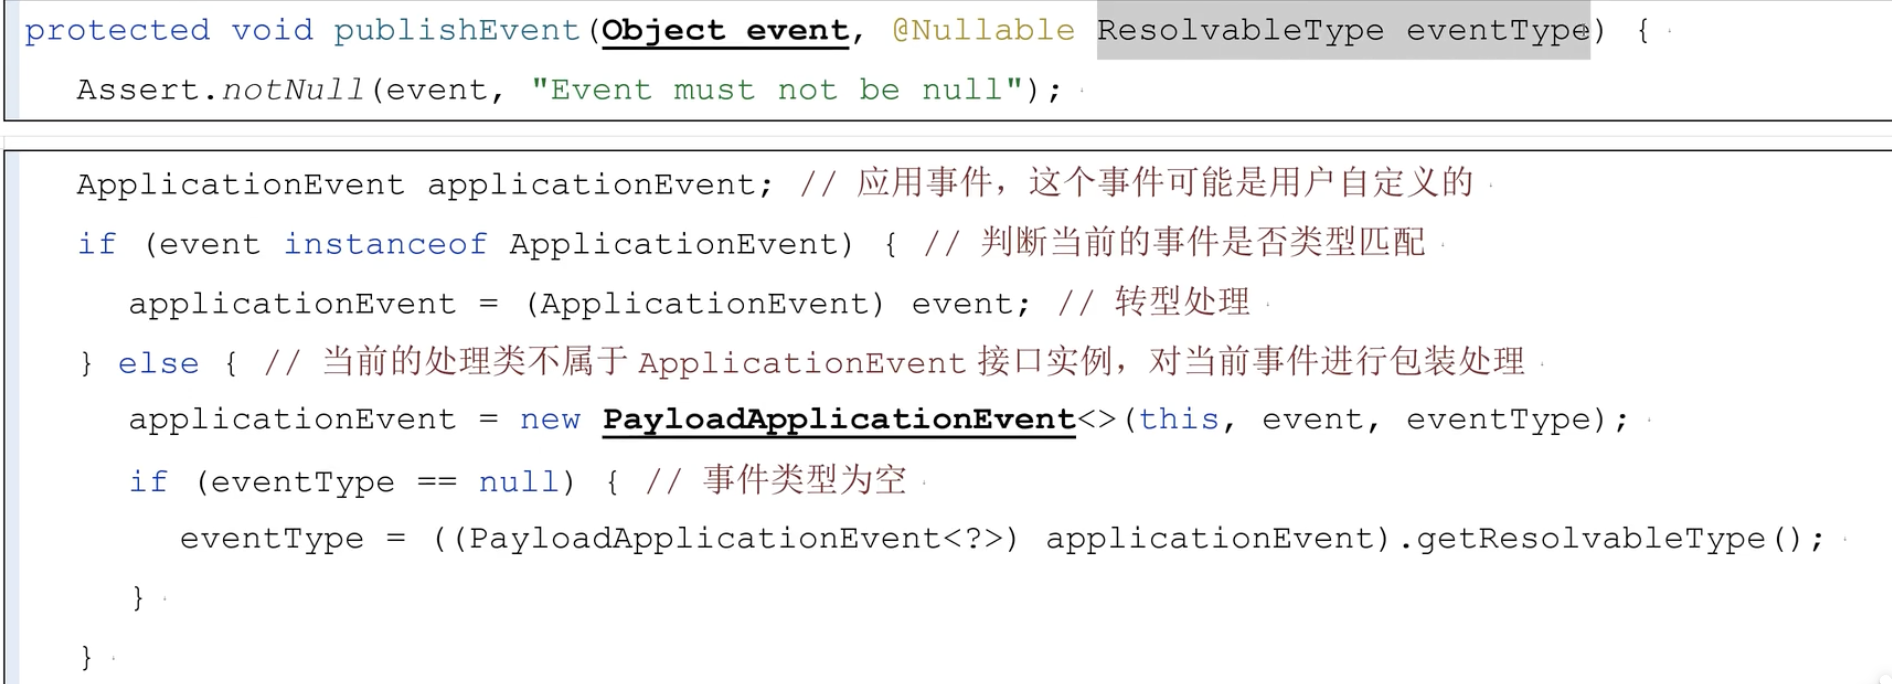 protected void publishEvent(Object event, @Nullable ResolvableType eventType) {
Assert.notNull(event, "Event must not be null");
ApplicationEvent applicationEvent; // 应用事件，这个事件可能是用户自定义的
if (event instanceof ApplicationEvent) { // 判断当前的事件是否类型匹配
applicationEvent = (ApplicationEvent) event; // 转型处理
} else { // 当前的处理类不属于 ApplicationEvent 接口实例，对当前事件进行包装处理
applicationEvent = new PayloadApplicationEvent<>(this, event, eventType);
if (eventType == null) { // 事件类型为空
eventType = ((PayloadApplicationEvent<?>) applicationEvent).getResolvableType();
}
}